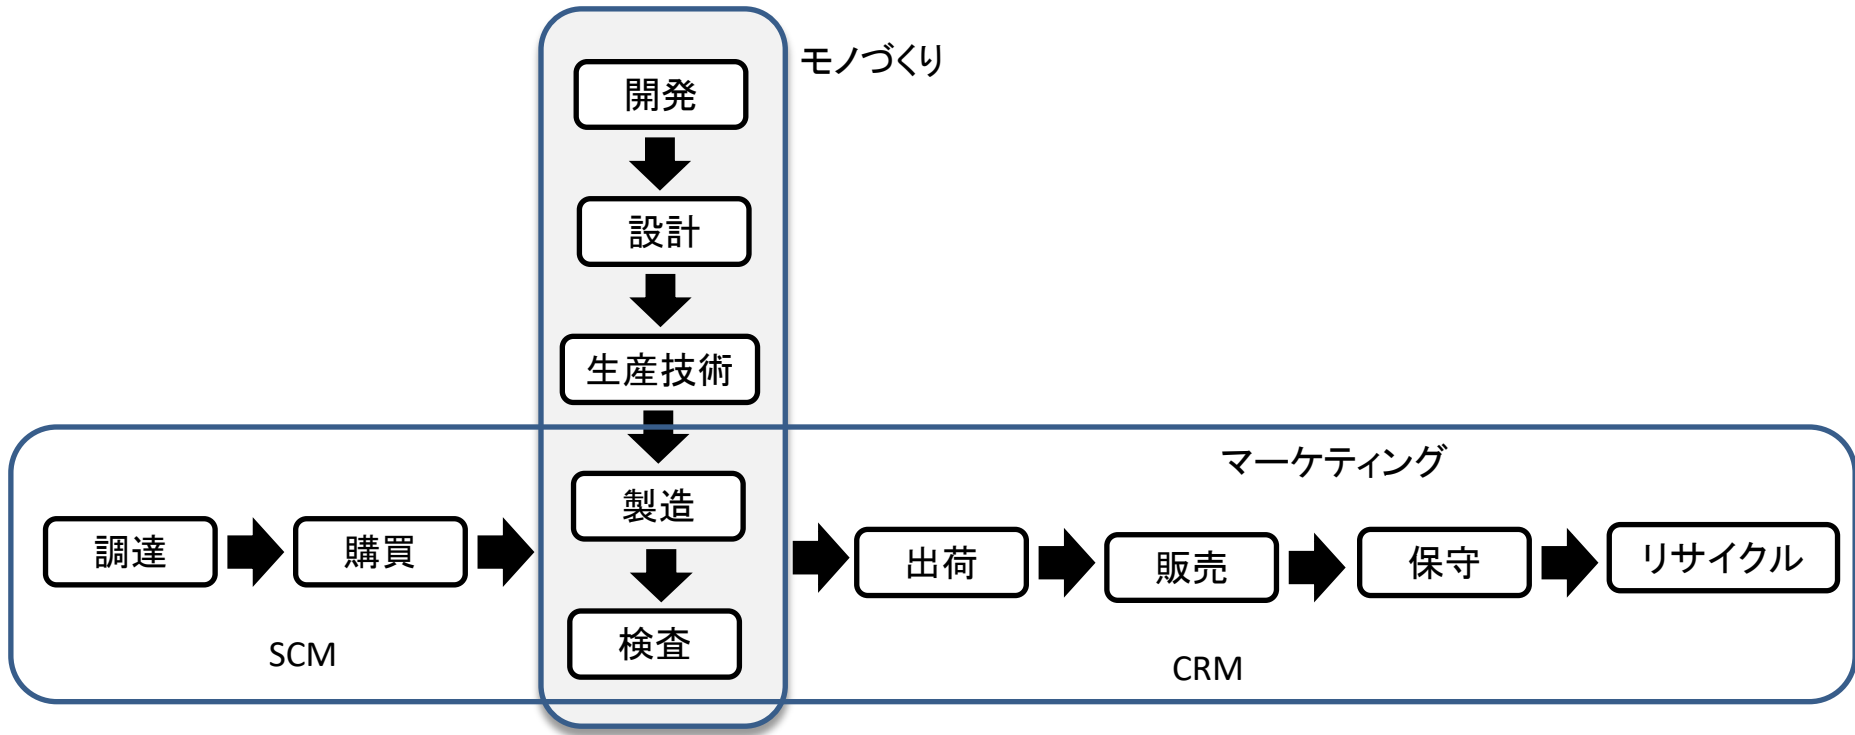 モノづくり
開発
設計
生産技術
マーケティング
製造
調達
購買
出荷
販売
保守
リサイクル
検査
SCM
CRM